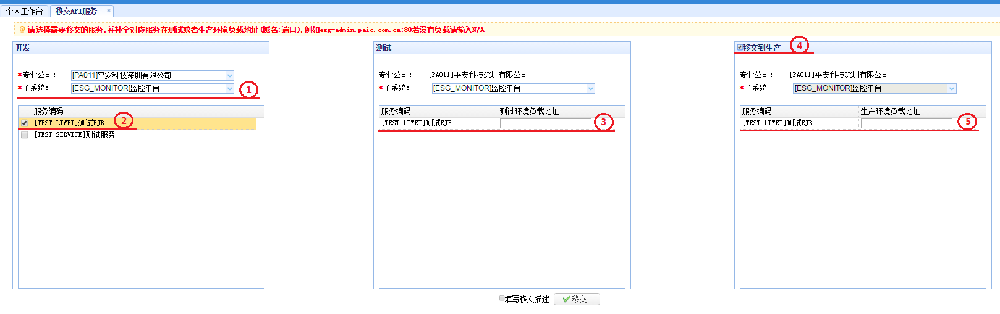 个人工作台 移交API服务
请选择需要移交的服务,并补全对应服务在测试或者生产环境负载地址(域名:端口),例如esg-admin.paic.com.cn:80若没有负载请输入N/A
开发
*专业公司: [PA011]平安科技深圳有限公司
*子系统: [ESG_MONITOR]监控平台 1
服务编码
[TEST_LIWEI]测试EJB 2
[TEST_SERVICE]测试服务
测试
专业公司: [PA011]平安科技深圳有限公司
*子系统: [ESG_MONITOR]监控平台
服务编码 测试环境负载地址
[TEST_LIWEI]测试EJB 3
移交到生产 4
专业公司: [PA011]平安科技深圳有限公司
*子系统 [ESG_MONITOR]监控平台
服务编码 生产环境负载地址
[TEST_LIWEI]测试EJB 5
填写移交描述 移交